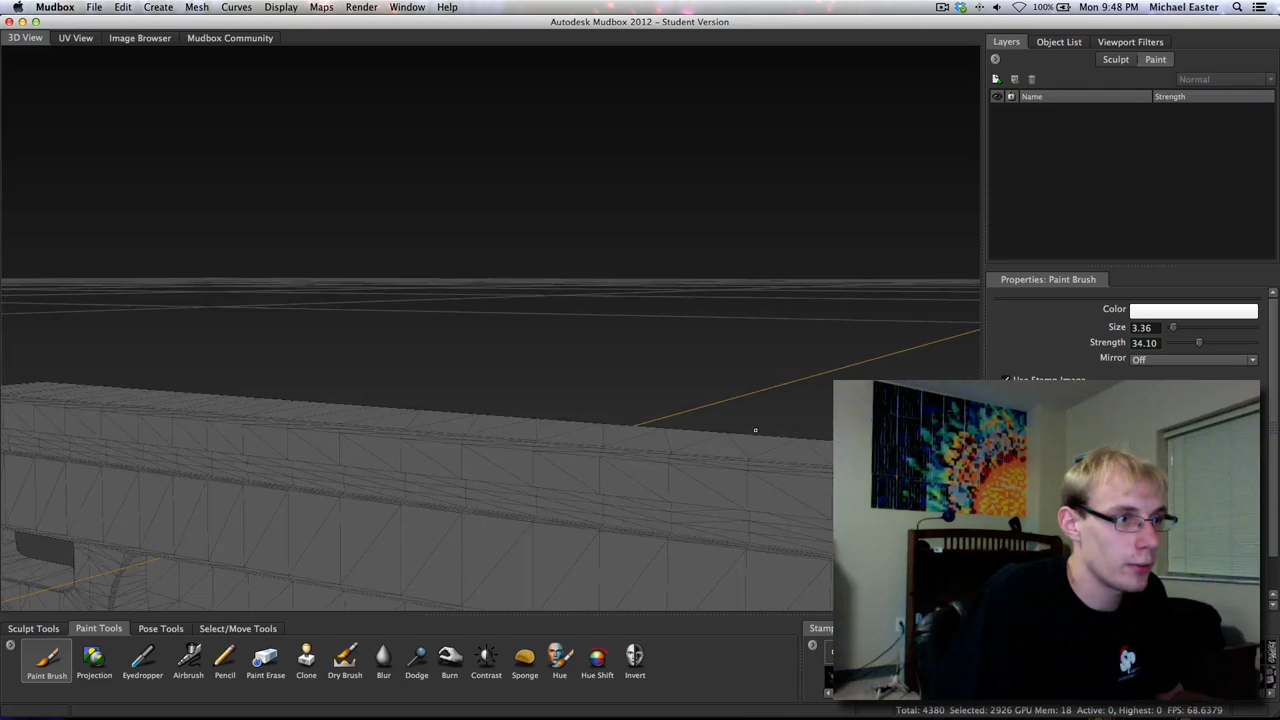 Mudbox File Edit Create Mesh Curves Display Maps Render Window Help 100% Mon 9:48 PM Michael Easter
Autodesk Mudbox 2012 – Student Version
3D View UV View Image Browser Mudbox Community
Layers Object List Viewport Filters
Sculpt Paint
Normal
Name Strength
Properties: Paint Brush
Color
Size 3.36
Strength 34.10
Mirror Off
Use Stamp Image
Sculpt Tools Paint Tools Pose Tools Select/Move Tools Stamp
Paint Brush Projection Eyedropper Airbrush Pencil Paint Erase Clone Dry Brush Blur Dodge Burn Contrast Sponge Hue Hue Shift Invert
Total: 4380 Selected: 2926 GPU Mem: 18 Active: 0, Highest: 0 FPS: 68.6379